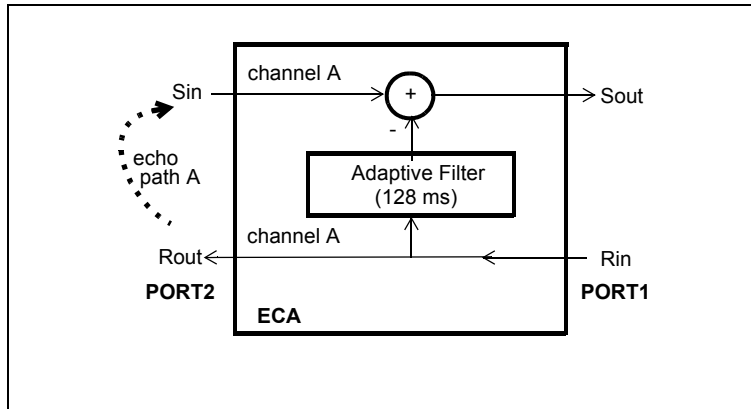 channel A
Sin
+
Sout
-
echo
path A
Adaptive Filter
(128 ms)
channel A
Rout
Rin
PORT2
PORT1
ECA